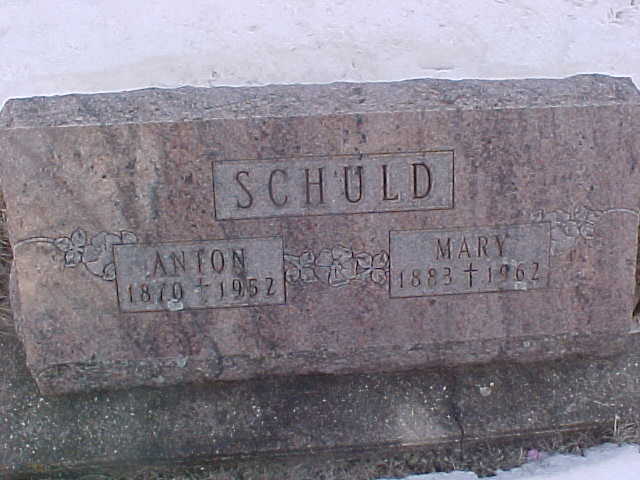 SCHULD
ANTON
1870 † 1952
MARY
1883 † 1962